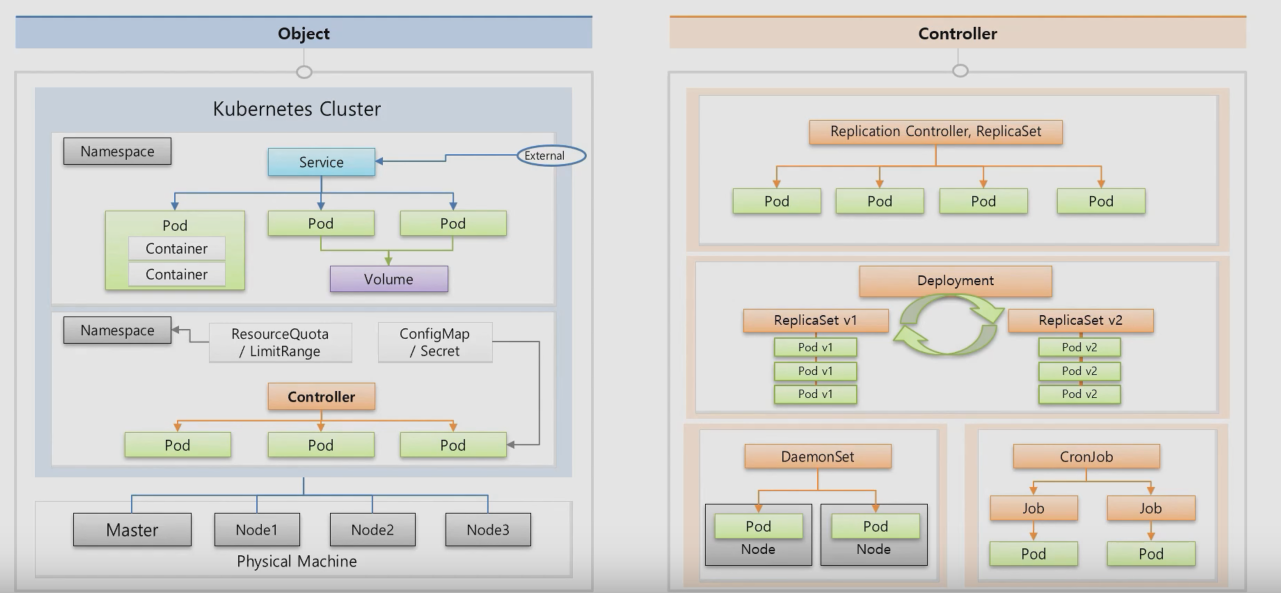 Object
Kubernetes Cluster
Namespace
Service
External
Pod
Container
Container
Pod
Pod
Volume
Namespace
ResourceQuota
/ LimitRange
ConfigMap
/ Secret
Controller
Pod
Pod
Pod
Master
Node1
Node2
Node3
Physical Machine
Controller
Replication Controller, ReplicaSet
Pod
Pod
Pod
Pod
Deployment
ReplicaSet v1
Pod v1
Pod v1
Pod v1
ReplicaSet v2
Pod v2
Pod v2
Pod v2
DaemonSet
Pod
Node
Pod
Node
CronJob
Job
Job
Pod
Pod